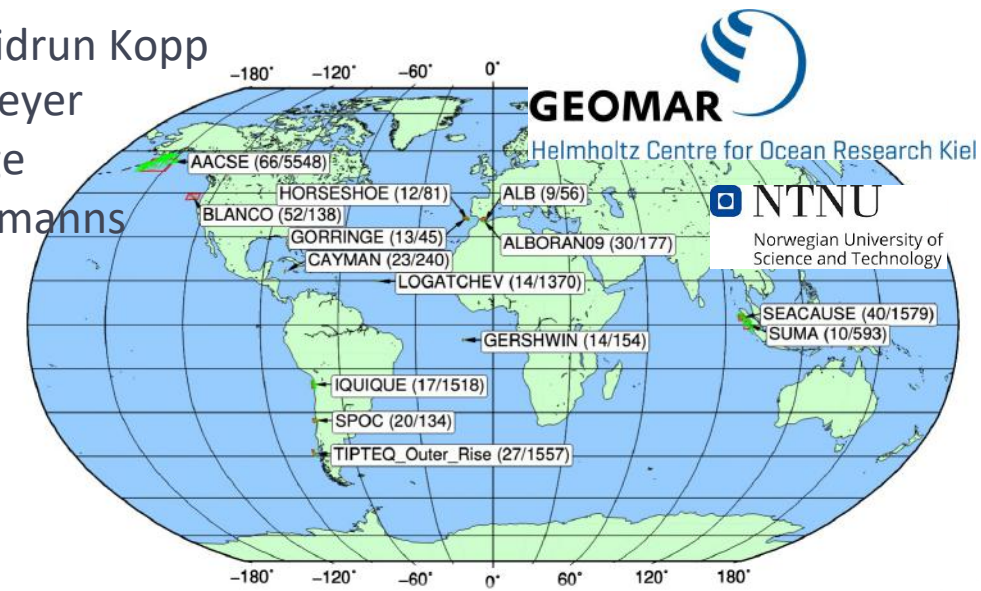 idrun Kopp
eyer
e
manns
GEOMAR
Helmholtz Centre for Ocean Research Kiel
NTNU
Norwegian University of
Science and Technology
−180° −120° −60° 0°
AACSE (66/5548)
HORSESHOE (12/81)
ALB (9/56)
BLANCO (52/138)
GORRINGE (13/45)
ALBORAN09 (30/177)
CAYMAN (23/240)
LOGATCHEV (14/1370)
SEACAUSE (40/1579)
SUMA (10/593)
GERSHWIN (14/154)
IQUIQUE (17/1518)
SPOC (20/134)
TIPTEQ_Outer_Rise (27/1557)
−180° −120° −60° 0° 60° 120° 180°